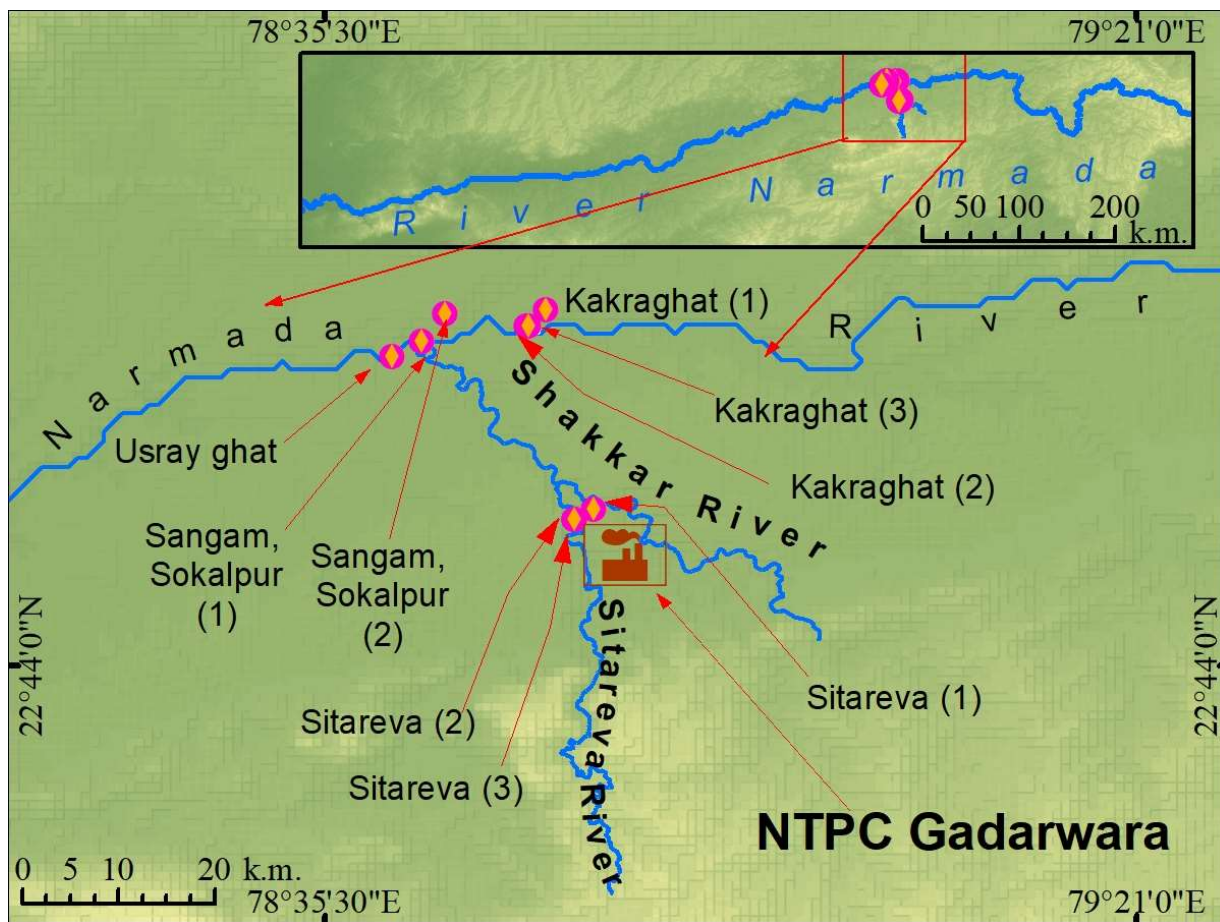 78°35'30"E
79°21'0"E
River Narmada
0 50 100 200
k.m.
Narmada River
Kakraghat (1)
Kakraghat (3)
Kakraghat (2)
Usray ghat
Shakkar River
Sangam,
Sokalpur
(1)
Sangam,
Sokalpur
(2)
22°44'0"N
22°44'0"N
Sitareva (1)
Sitareva (2)
Sitareva (3)
Sitareva River
NTPC Gadarwara
0 5 10 20 k.m.
78°35'30"E
79°21'0"E